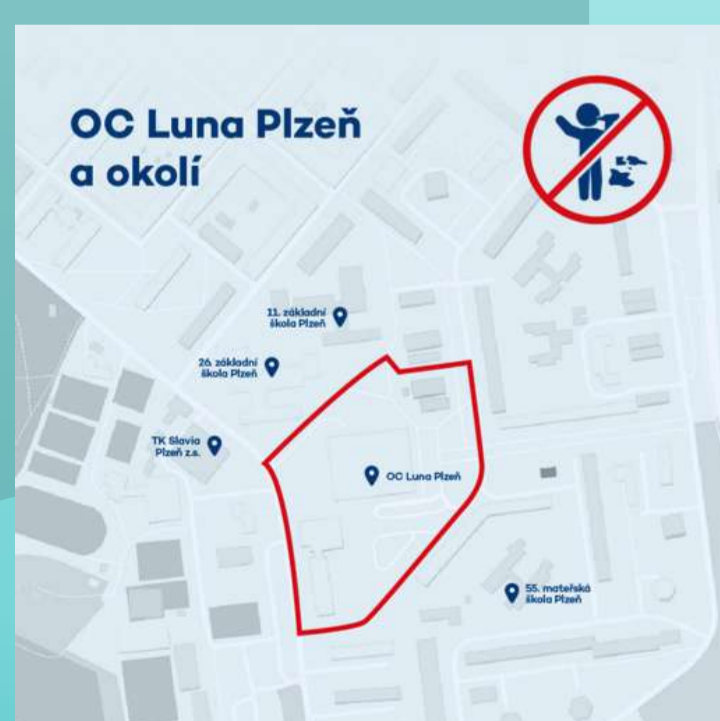 OC Luna Plzeň
a okolí
11. základní
škola Plzeň
26. základní
škola Plzeň
TK Slavia
Plzeň z.s.
OC Luna Plzeň
55. mateřská
škola Plzeň